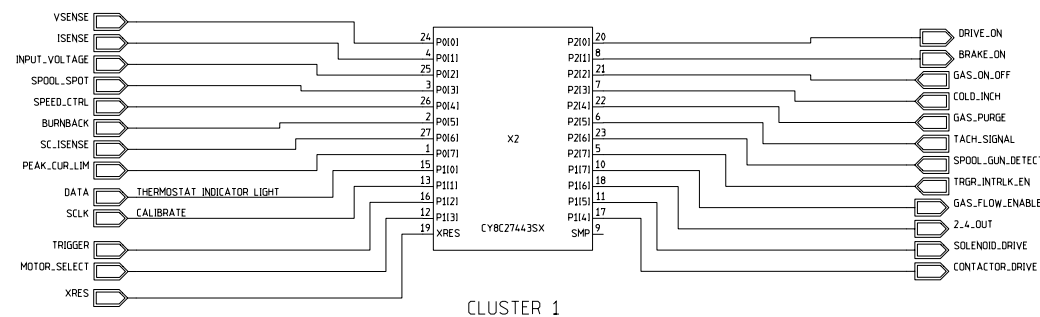 VSENSE
ISENSE
INPUT_VOLTAGE
SPOOL_SPOT
SPEED_CTRL
BURNBACK
SC_ISENSE
PEAK_CUR_LIM
DATA THERMOSTAT INDICATOR LIGHT
SCLK CALIBRATE
TRIGGER
MOTOR_SELECT
XRES
24 P0[0]
4 P0[1]
25 P0[2]
3 P0[3]
26 P0[4]
2 P0[5]
27 P0[6]
1 P0[7]
15 P1[0]
13 P1[1]
16 P1[2]
12 P1[3]
19 XRES
X2
CY8C27443SX
P2[0] 20
P2[1] 8
P2[2] 21
P2[3] 7
P2[4] 22
P2[5] 6
P2[6] 23
P2[7] 5
P1[7] 10
P1[6] 18
P1[5] 11
P1[4] 17
SMP 9
DRIVE_ON
BRAKE_ON
GAS_ON_OFF
COLD_INCH
GAS_PURGE
TACH_SIGNAL
SPOOL_GUN_DETECT
TRGR_INTRLK_EN
GAS_FLOW_ENABLE
2_4_OUT
SOLENOID_DRIVE
CONTACTOR_DRIVE
CLUSTER 1